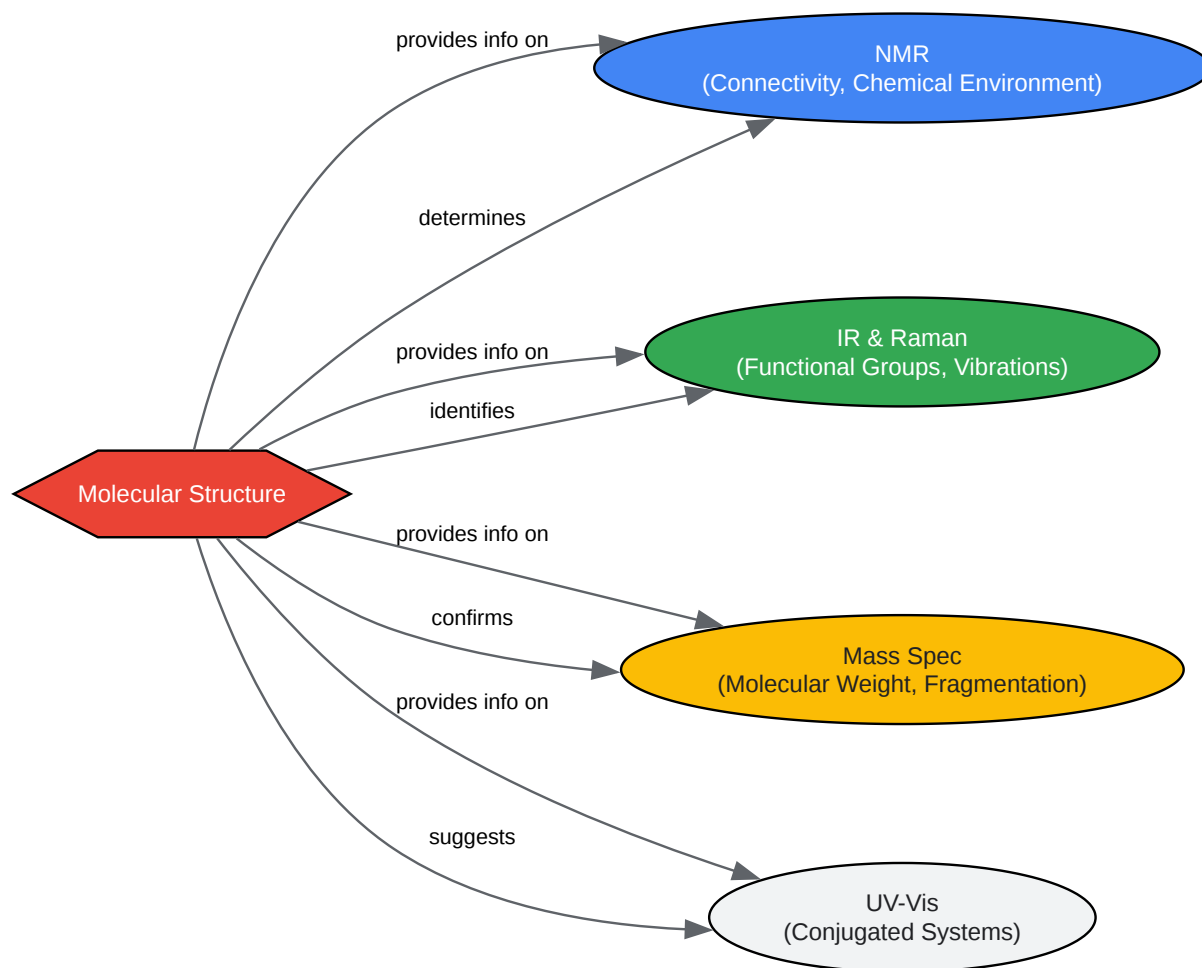 provides info on
NMR
(Connectivity, Chemical Environment)
determines
provides info on
IR & Raman
(Functional Groups, Vibrations)
identifies
Molecular Structure
provides info on
confirms
Mass Spec
(Molecular Weight, Fragmentation)
provides info on
suggests
UV-Vis
(Conjugated Systems)